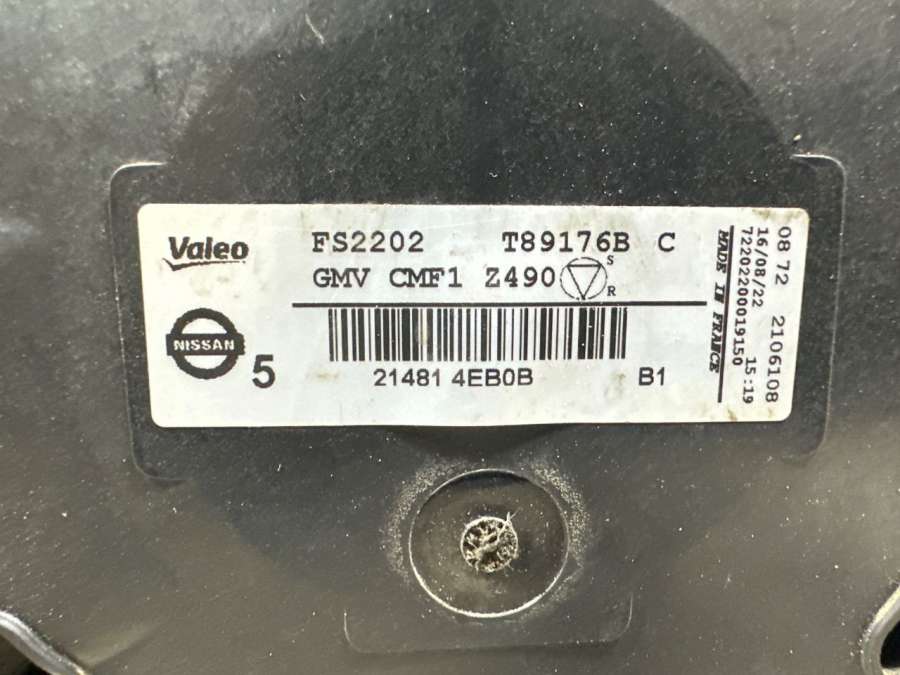 Valeo
FS2202 T89176B C
GMV CMF1 Z490 S R
NISSAN 5
21481 4EB0B B1
MADE IN FRANCE
08 72 2106108
16/08/22 15:19
7220220019150